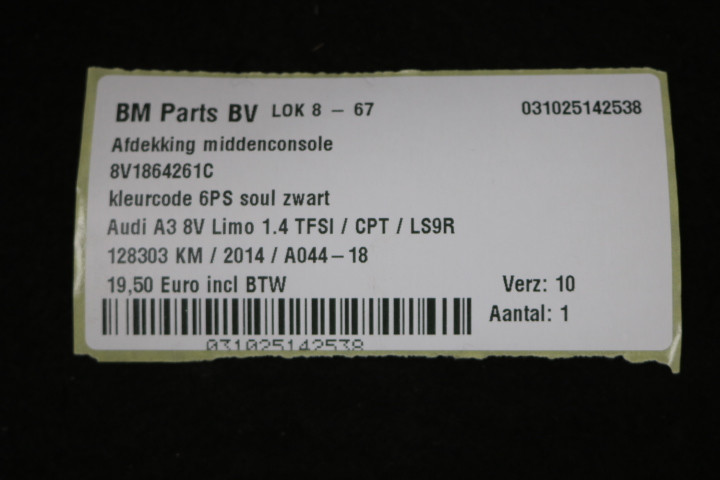 BM Parts BV LOK 8 – 67 031025142538
Afdekking middenconsole
8V1864261C
kleurcode 6PS soul zwart
Audi A3 8V Limo 1.4 TFSI / CPT / LS9R
128303 KM / 2014 / A044–18
19,50 Euro incl BTW Verz: 10
Aantal: 1
031025142538